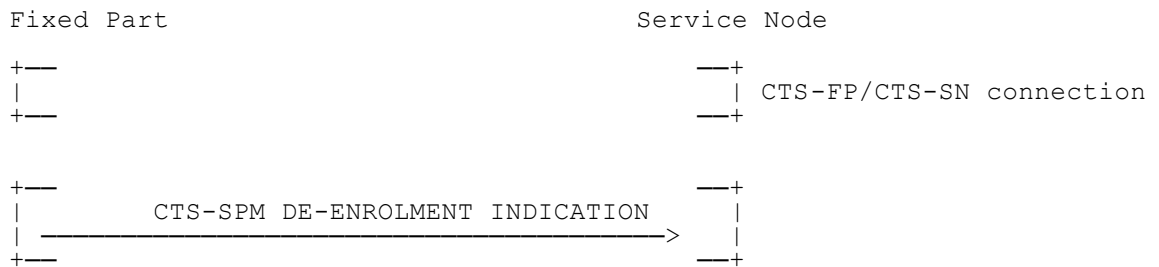 Fixed Part Service Node
CTS-FP/CTS-SN connection
CTS-SPM DE-ENROLMENT INDICATION